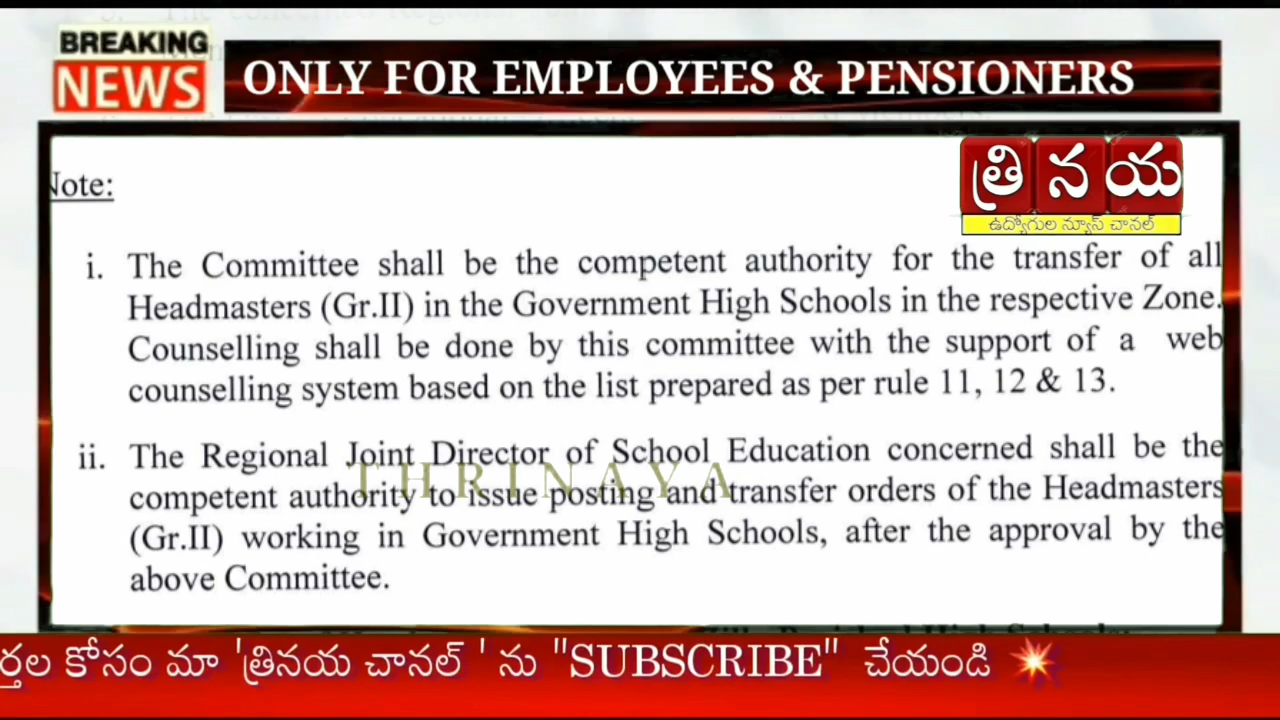 BREAKING
NEWS
ONLY FOR EMPLOYEES & PENSIONERS
త్రినయ
ఉద్యోగుల న్యూస్ చానల్
Note:
i. The Committee shall be the competent authority for the transfer of all
Headmasters (Gr.II) in the Government High Schools in the respective Zone.
Counselling shall be done by this committee with the support of a web
counselling system based on the list prepared as per rule 11, 12 & 13.
ii. The Regional Joint Director of School Education concerned shall be the
THRINAYA
competent authority to issue posting and transfer orders of the Headmasters
(Gr.II) working in Government High Schools, after the approval by the
above Committee.
ర్తల కోసం మా 'త్రినయ చానల్ ' ను "SUBSCRIBE" చేయండి